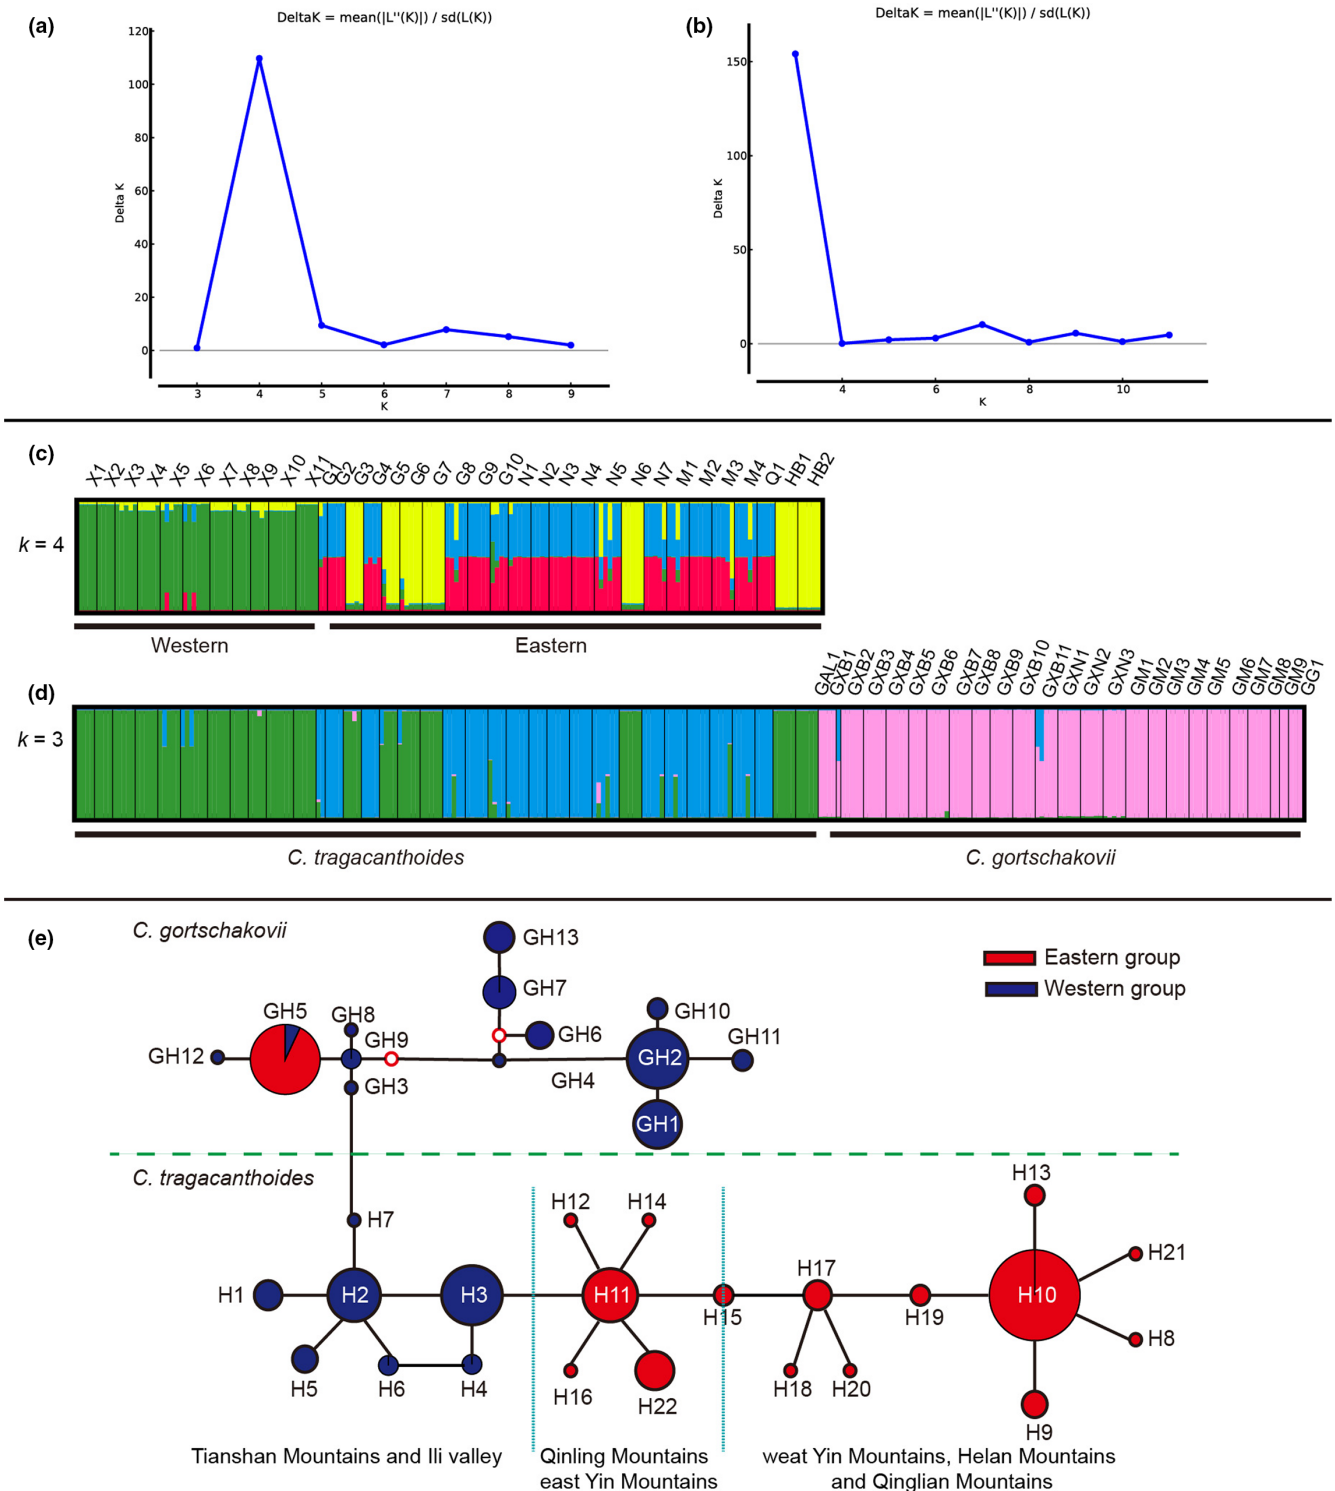 (a)
DeltaK = mean(|L''(K)|) / sd(L(K))
120
100
80
60
40
20
0
Delta K
3 4 5 6 7 8 9
K
(b)
DeltaK = mean(|L''(K)|) / sd(L(K))
150
100
50
0
Delta K
4 6 8 10
K
(c)
X1 X2 X3 X4 X5 X6 X7 X8 X9 X10 X11 G1 G2 G3 G4 G5 G6 G7 G8 G9 G10 N1 N2 N3 N4 N5 N6 N7 M1 M2 M3 M4 Q1 HB1 HB2
k = 4
Western
Eastern
(d)
GAL1 GXB1 GXB2 GXB3 GXB4 GXB5 GXB6 GXB7 GXB8 GXB9 GXB10 GXB11 GXN1 GXN2 GXN3 GM1 GM2 GM3 GM4 GM5 GM6 GM7 GM8 GM9 GG1
k = 3
C. tragacanthoides
C. gortschakovii
(e)
C. gortschakovii
Eastern group
Western group
GH13
GH7
GH6
GH5
GH8
GH9
GH12
GH3
GH4
GH10
GH2
GH11
GH1
C. tragacanthoides
H7
H1
H2
H3
H5
H6
H4
H12
H14
H11
H15
H16
H22
H17
H19
H18
H20
H13
H21
H10
H8
H9
Tianshan Mountains and Ili valley
Qinling Mountains
east Yin Mountains
weat Yin Mountains, Helan Mountains
and Qinglian Mountains